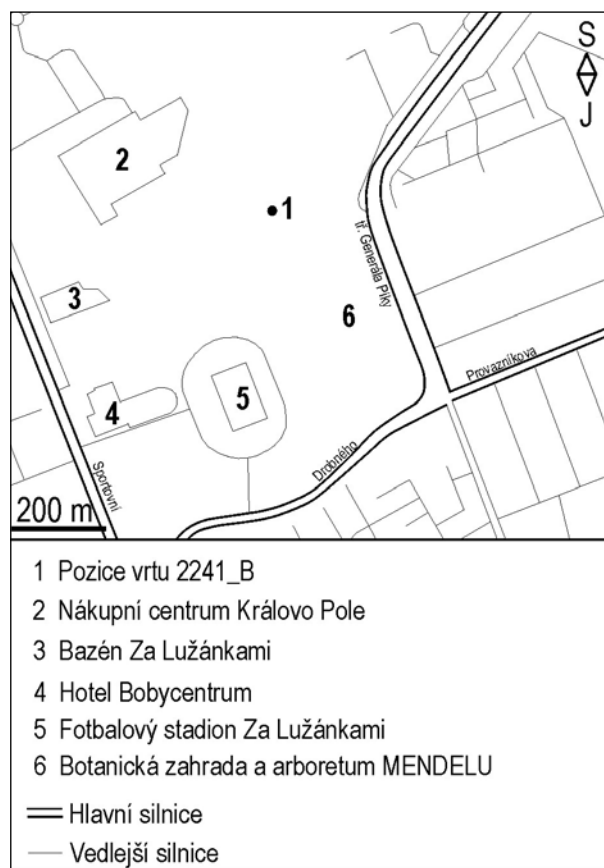 S
J
2
1
tř. Generála Píky
3
6
Provazníkova
5
4
Drobného
Sportovní
200 m
1 Pozice vrtu 2241_B
2 Nákupní centrum Královo Pole
3 Bazén Za Lužánkami
4 Hotel Bobycentrum
5 Fotbalový stadion Za Lužánkami
6 Botanická zahrada a arboretum MENDELU
Hlavní silnice
Vedlejší silnice